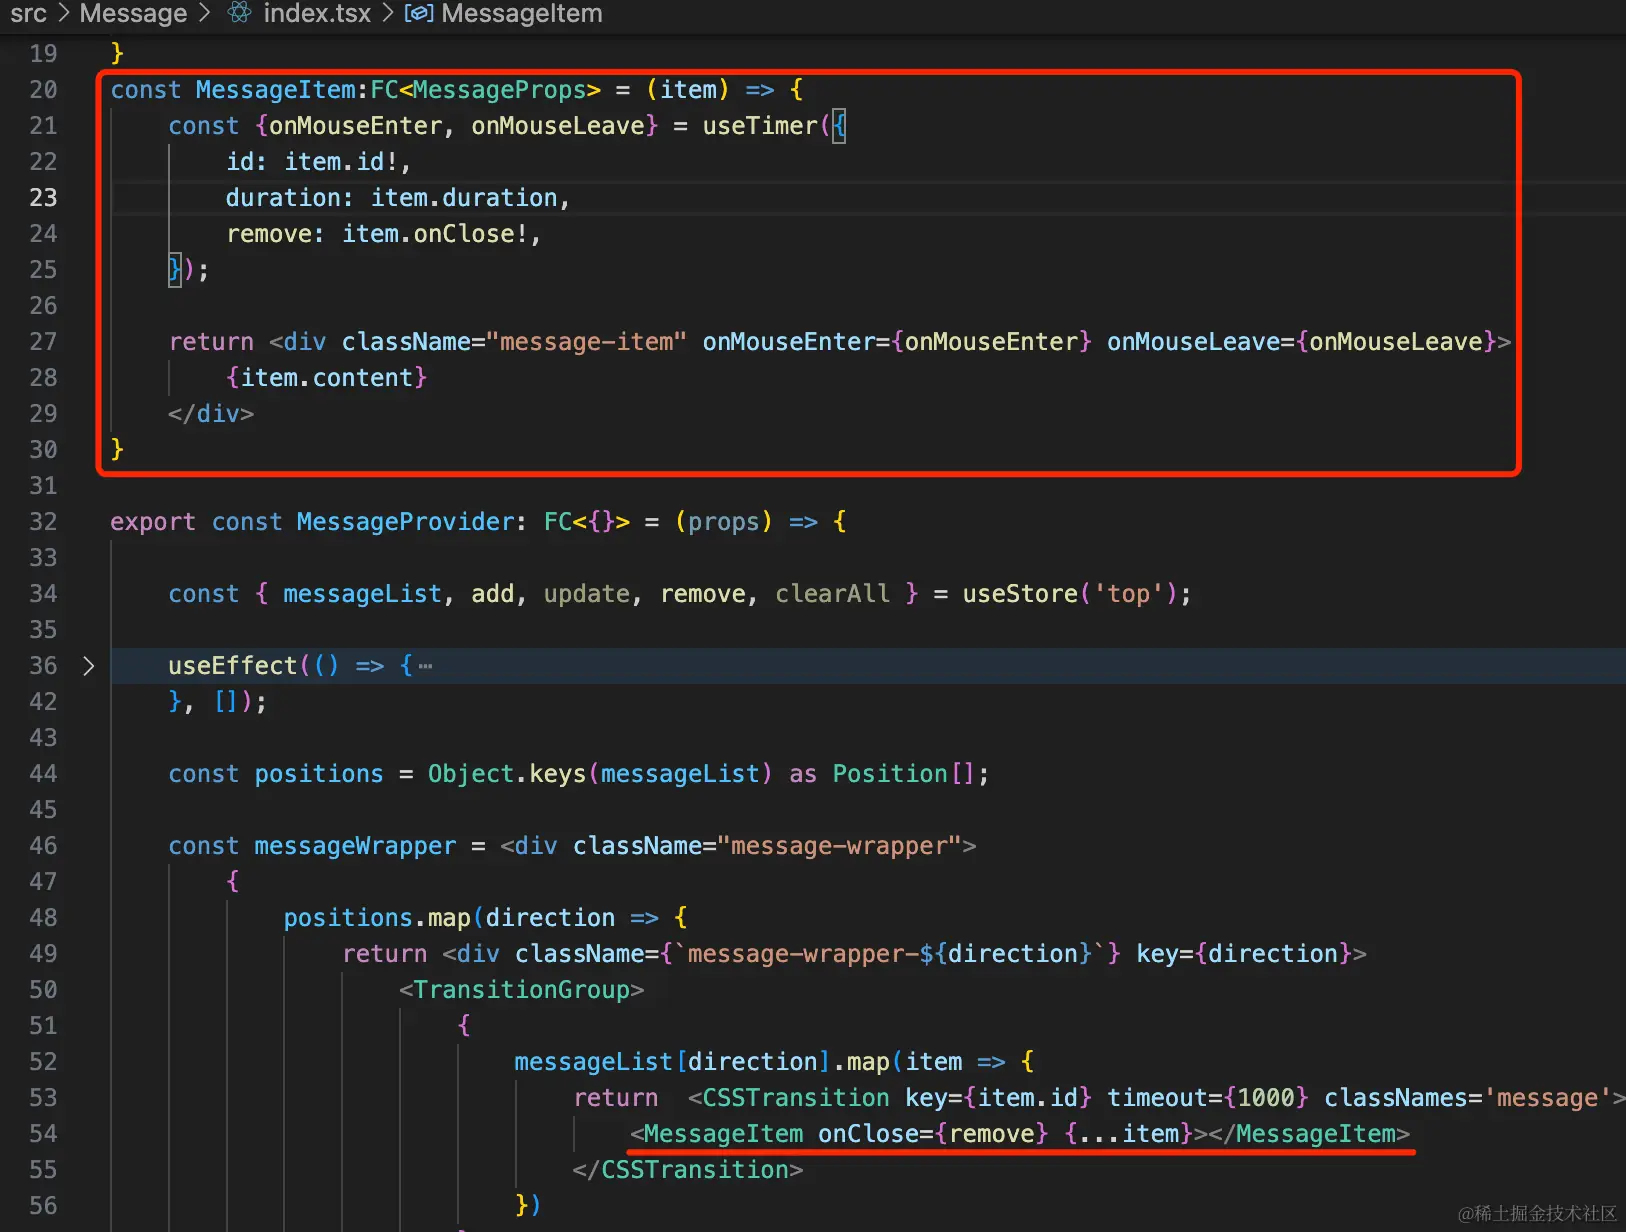 src > Message > index.tsx > MessageItem
19 }
20 const MessageItem:FC<MessageProps> = (item) => {
21 const {onMouseEnter, onMouseLeave} = useTimer({
22 id: item.id!,
23 duration: item.duration,
24 remove: item.onClose!,
25 });
26
27 return <div className="message-item" onMouseEnter={onMouseEnter} onMouseLeave={onMouseLeave}>
28 {item.content}
29 </div>
30 }
31
32 export const MessageProvider: FC<{}> = (props) => {
33
34 const { messageList, add, update, remove, clearAll } = useStore('top');
35
36 useEffect(() => {⋯
42 }, []);
43
44 const positions = Object.keys(messageList) as Position[];
45
46 const messageWrapper = <div className="message-wrapper">
47 {
48 positions.map(direction => {
49 return <div className={`message-wrapper-${direction}`} key={direction}>
50 <TransitionGroup>
51 {
52 messageList[direction].map(item => {
53 return <CSSTransition key={item.id} timeout={1000} classNames='message'>
54 <MessageItem onClose={remove} {...item}></MessageItem>
55 </CSSTransition>
56 })
@稀土掘金技术社区